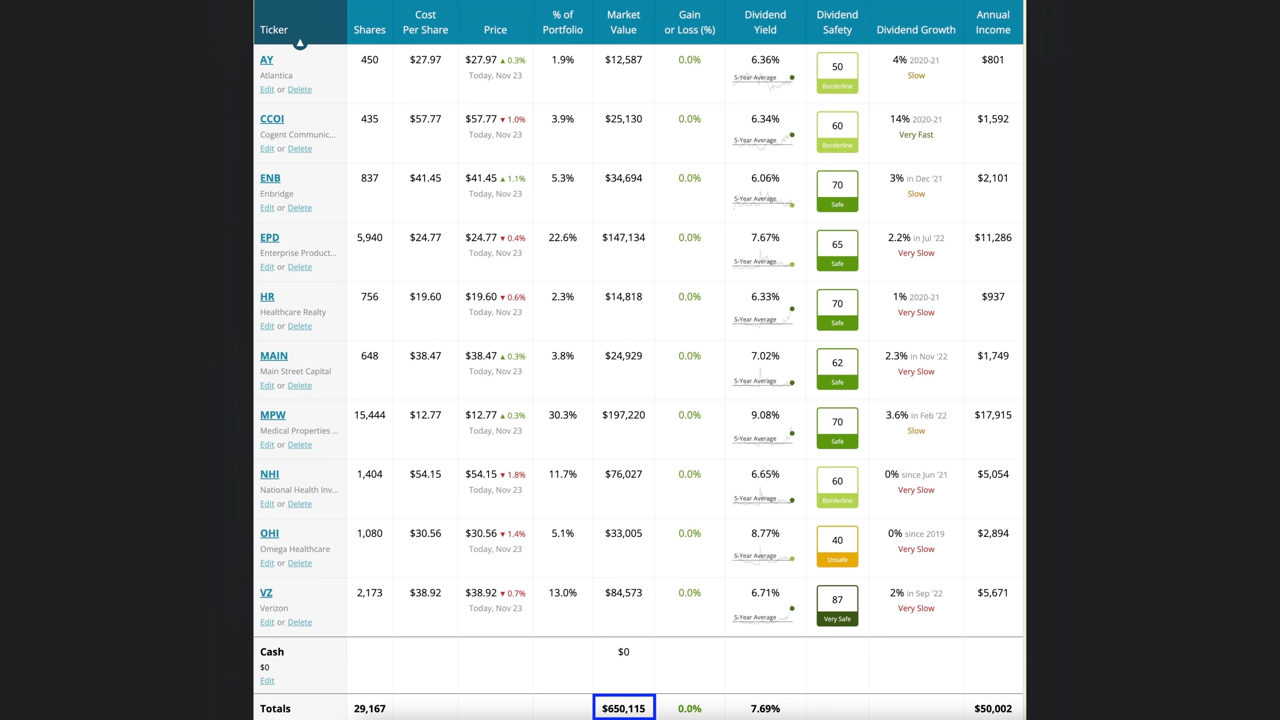 Ticker Shares Cost Per Share Price % of Portfolio Market Value Gain or Loss (%) Dividend Yield Dividend Safety Dividend Growth Annual Income
AY 450 $27.97 $27.97 ▲ 0.3% 1.9% $12,587 0.0% 6.36% 50 4% 2020-21 $801
Atlantica Today, Nov 23 5-Year Average Slow
Edit or Delete Borderline
CCOI 435 $57.77 $57.77 ▼ 1.0% 3.9% $25,130 0.0% 6.34% 60 14% 2020-21 $1,592
Cogent Communic... Today, Nov 23 5-Year Average Very Fast
Edit or Delete Borderline
ENB 837 $41.45 $41.45 ▲ 1.1% 5.3% $34,694 0.0% 6.06% 70 3% in Dec '21 $2,101
Enbridge Today, Nov 23 5-Year Average Slow
Edit or Delete Safe
EPD 5,940 $24.77 $24.77 ▼ 0.4% 22.6% $147,134 0.0% 7.67% 65 2.2% in Jul '22 $11,286
Enterprise Product... Today, Nov 23 5-Year Average Very Slow
Edit or Delete Safe
HR 756 $19.60 $19.60 ▼ 0.6% 2.3% $14,818 0.0% 6.33% 70 1% 2020-21 $937
Healthcare Realty Today, Nov 23 5-Year Average Very Slow
Edit or Delete Safe
MAIN 648 $38.47 $38.47 ▲ 0.3% 3.8% $24,929 0.0% 7.02% 62 2.3% in Nov '22 $1,749
Main Street Capital Today, Nov 23 5-Year Average Very Slow
Edit or Delete Safe
MPW 15,444 $12.77 $12.77 ▲ 0.3% 30.3% $197,220 0.0% 9.08% 70 3.6% in Feb '22 $17,915
Medical Properties ... Today, Nov 23 5-Year Average Slow
Edit or Delete Safe
NHI 1,404 $54.15 $54.15 ▼ 1.8% 11.7% $76,027 0.0% 6.65% 60 0% since Jun '21 $5,054
National Health Inv... Today, Nov 23 5-Year Average Very Slow
Edit or Delete Borderline
OHI 1,080 $30.56 $30.56 ▼ 1.4% 5.1% $33,005 0.0% 8.77% 40 0% since 2019 $2,894
Omega Healthcare Today, Nov 23 5-Year Average Very Slow
Edit or Delete Unsafe
VZ 2,173 $38.92 $38.92 ▼ 0.7% 13.0% $84,573 0.0% 6.71% 87 2% in Sep '22 $5,671
Verizon Today, Nov 23 5-Year Average Very Slow
Edit or Delete Very Safe
Cash $0
$0
Edit
Totals 29,167 $650,115 0.0% 7.69% $50,002